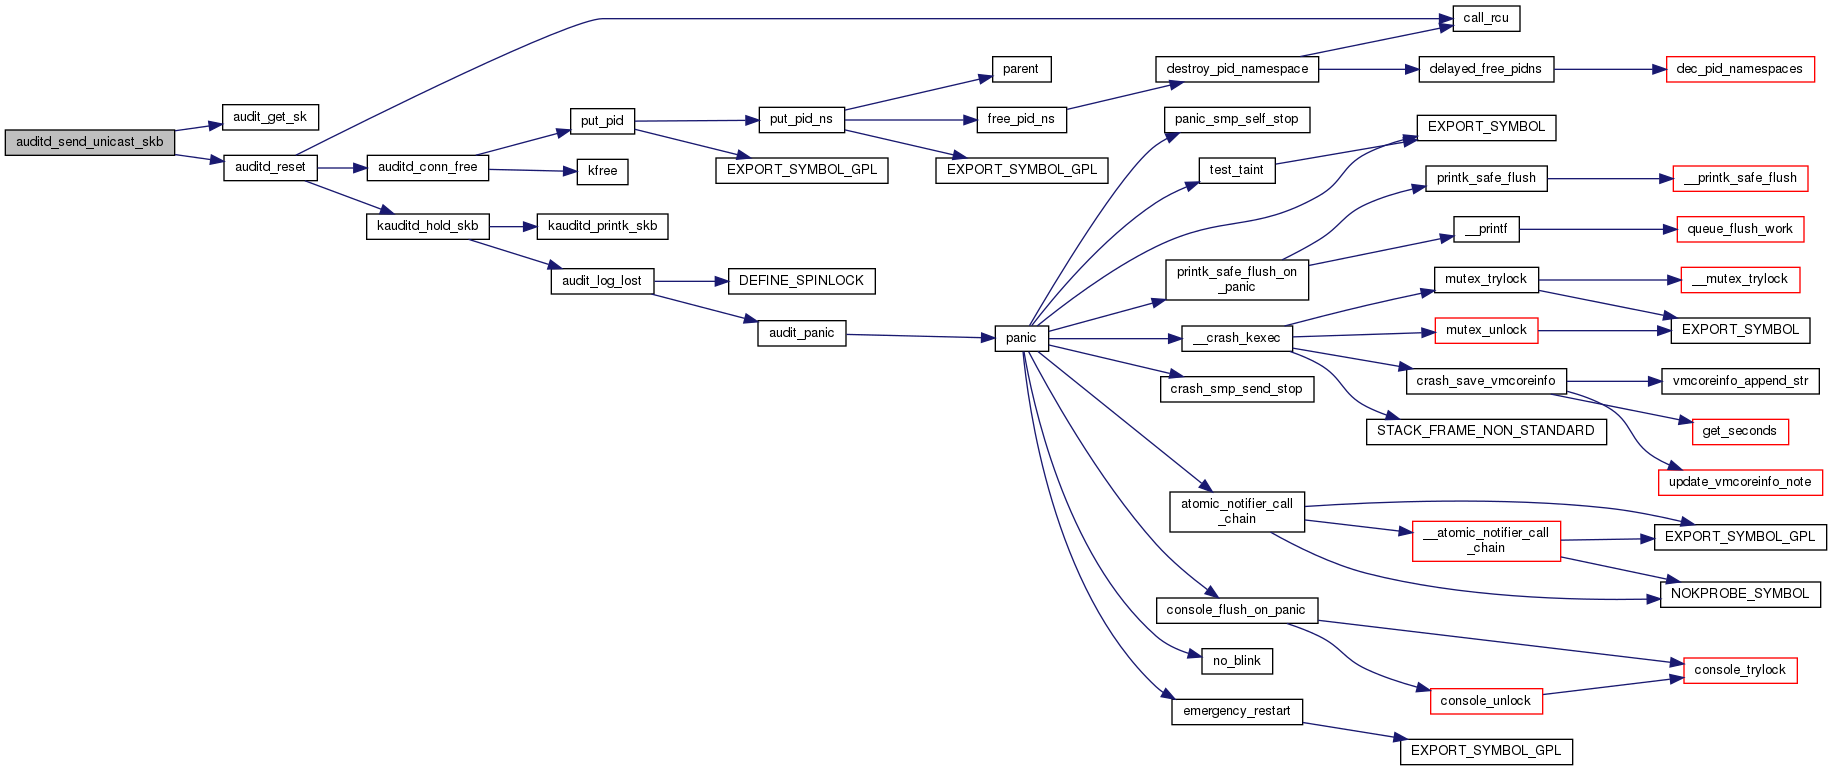 call_rcu
parent
destroy_pid_namespace
delayed_free_pidns
dec_pid_namespaces
audit_get_sk
put_pid
put_pid_ns
free_pid_ns
panic_smp_self_stop
EXPORT_SYMBOL
auditd_send_unicast_skb
auditd_reset
auditd_conn_free
kfree
EXPORT_SYMBOL_GPL
EXPORT_SYMBOL_GPL
test_taint
printk_safe_flush
__printk_safe_flush
kauditd_hold_skb
kauditd_printk_skb
__printf
queue_flush_work
audit_log_lost
DEFINE_SPINLOCK
printk_safe_flush_on
_panic
mutex_trylock
__mutex_trylock
audit_panic
panic
__crash_kexec
mutex_unlock
EXPORT_SYMBOL
crash_smp_send_stop
crash_save_vmcoreinfo
vmcoreinfo_append_str
STACK_FRAME_NON_STANDARD
get_seconds
update_vmcoreinfo_note
atomic_notifier_call
_chain
__atomic_notifier_call
_chain
EXPORT_SYMBOL_GPL
NOKPROBE_SYMBOL
console_flush_on_panic
no_blink
console_trylock
console_unlock
emergency_restart
EXPORT_SYMBOL_GPL